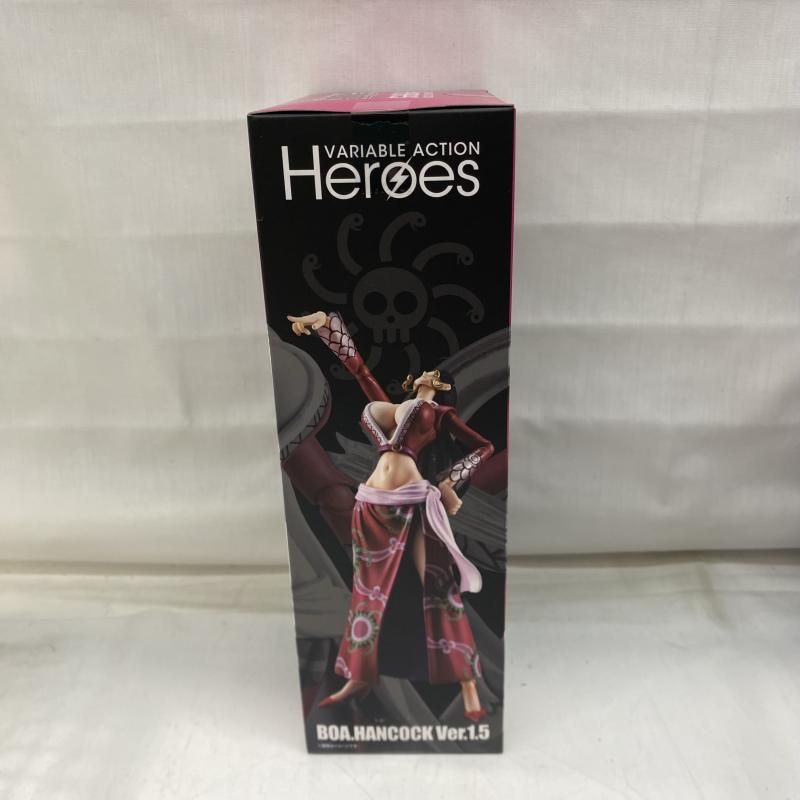 VARIABLE ACTION
Heroes
BOA.HANCOCK Ver.1.5